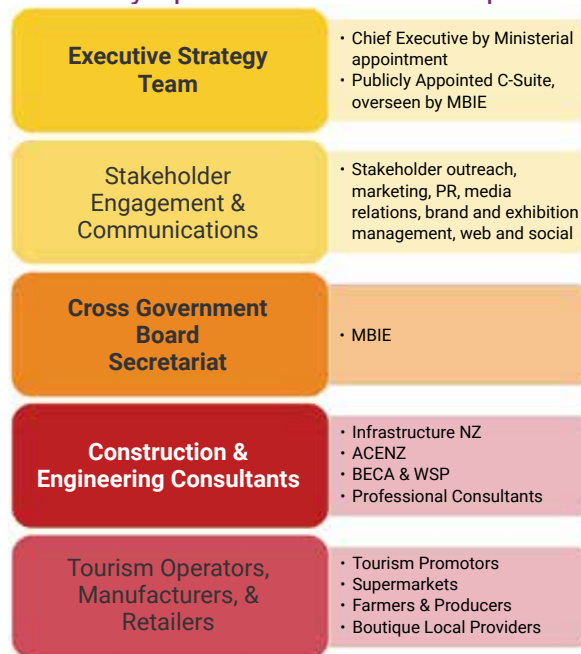 Executive Strategy
Team
• Chief Executive by Ministerial
appointment
• Publicly Appointed C-Suite,
overseen by MBIE
Stakeholder
Engagement &
Communications
• Stakeholder outreach,
marketing, PR, media
relations, brand and exhibition
management, web and social
Cross Government
Board
Secretariat
• MBIE
Construction &
Engineering Consultants
• Infrastructure NZ
• ACENZ
• BECA & WSP
• Professional Consultants
Tourism Operators,
Manufacturers, &
Retailers
• Tourism Promotors
• Supermarkets
• Farmers & Producers
• Boutique Local Providers